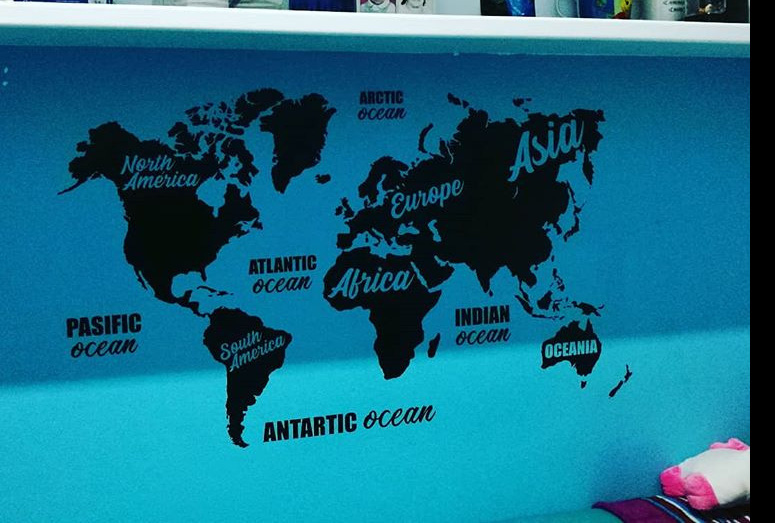 ARCTIC
ocean
North
America
Asia
Europe
ATLANTIC
ocean
Africa
PASIFIC
ocean
INDIAN
ocean
South
America
OCEANIA
ANTARTIC ocean